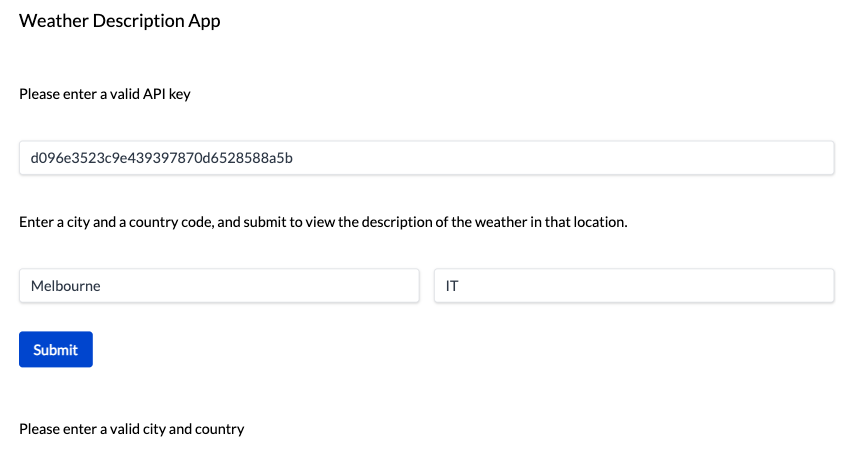 Weather Description App
Please enter a valid API key
d096e3523c9e439397870d6528588a5b
Enter a city and a country code, and submit to view the description of the weather in that location.
Melbourne
IT
Submit
Please enter a valid city and country